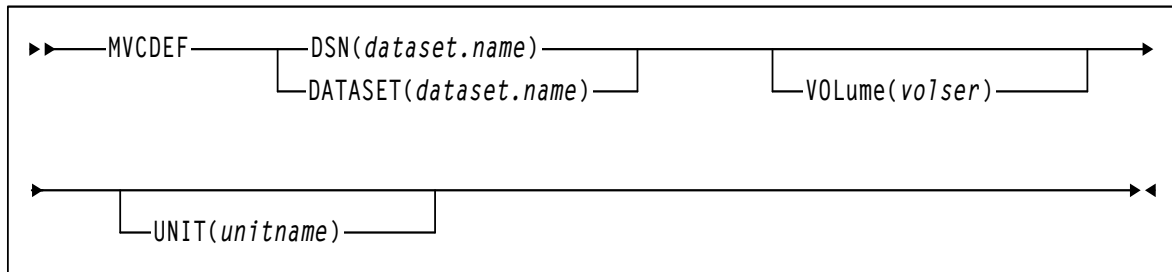 MVCDEF DSN(dataset.name)
DATASET(dataset.name) VOLume(volser)
UNIT(unitname)